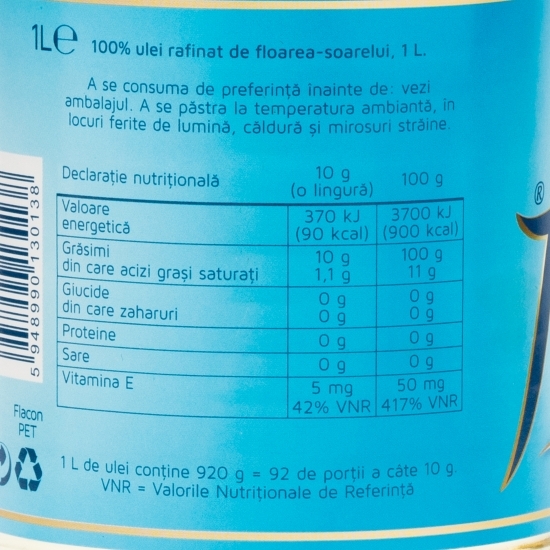 1L℮ 100% ulei rafinat de floarea-soarelui, 1 L.
A se consuma de preferință înainte de: vezi
ambalajul. A se păstra la temperatura ambiantă, în
locuri ferite de lumină, căldură și mirosuri străine.
Declarație nutrițională 10 g (o lingură) 100 g
Valoare energetică 370 kJ (90 kcal) 3700 kJ (900 kcal)
Grăsimi 10 g 100 g
din care acizi grași saturați 1,1 g 11 g
Glucide 0 g 0 g
din care zaharuri 0 g 0 g
Proteine 0 g 0 g
Sare 0 g 0 g
Vitamina E 5 mg 50 mg
42% VNR 417% VNR
5 948990 130138
Flacon
PET
1 L de ulei conține 920 g = 92 de porții a câte 10 g
VNR = Valorile Nutriționale de Referință
®